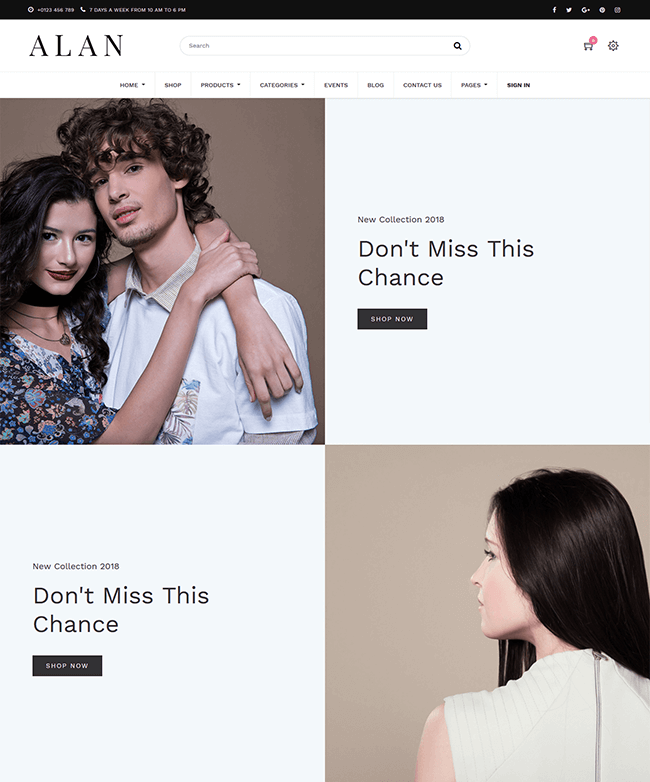 +0123 456 789 7 DAYS A WEEK FROM 10 AM TO 6 PM
ALAN
Search
0
HOME SHOP PRODUCTS CATEGORIES EVENTS BLOG CONTACT US PAGES SIGN IN
New Collection 2018
Don't Miss This
Chance
SHOP NOW
New Collection 2018
Don't Miss This
Chance
SHOP NOW